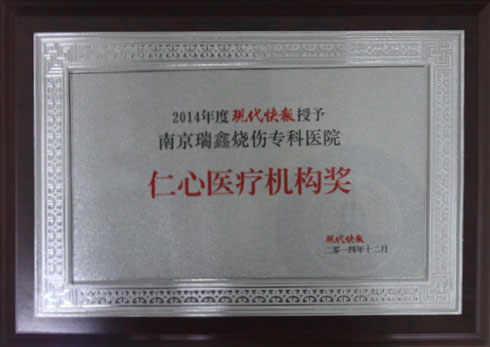 2014年度现代快報授予
南京瑞鑫烧伤专科医院
仁心医疗机构奖
现代快報
二零一四年十二月